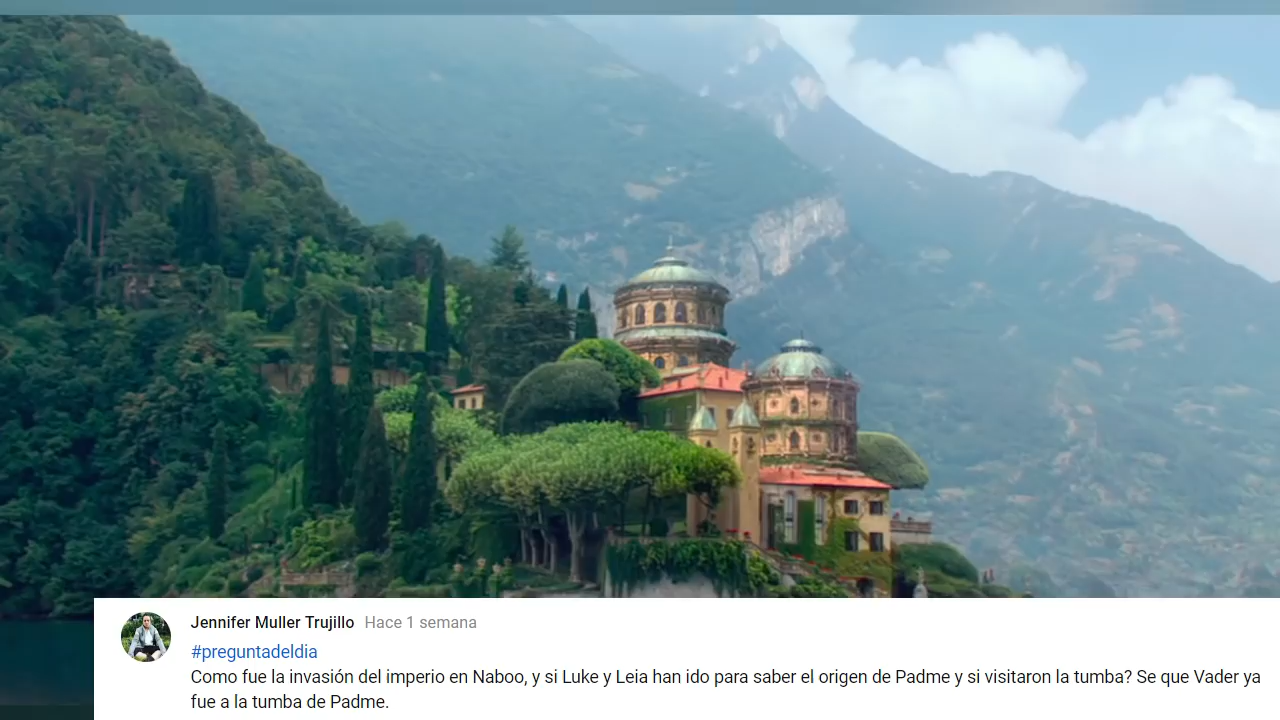 Jennifer Muller Trujillo Hace 1 semana
#preguntadeldia
Como fue la invasión del imperio en Naboo, y si Luke y Leia han ido para saber el origen de Padme y si visitaron la tumba? Se que Vader ya
fue a la tumba de Padme.